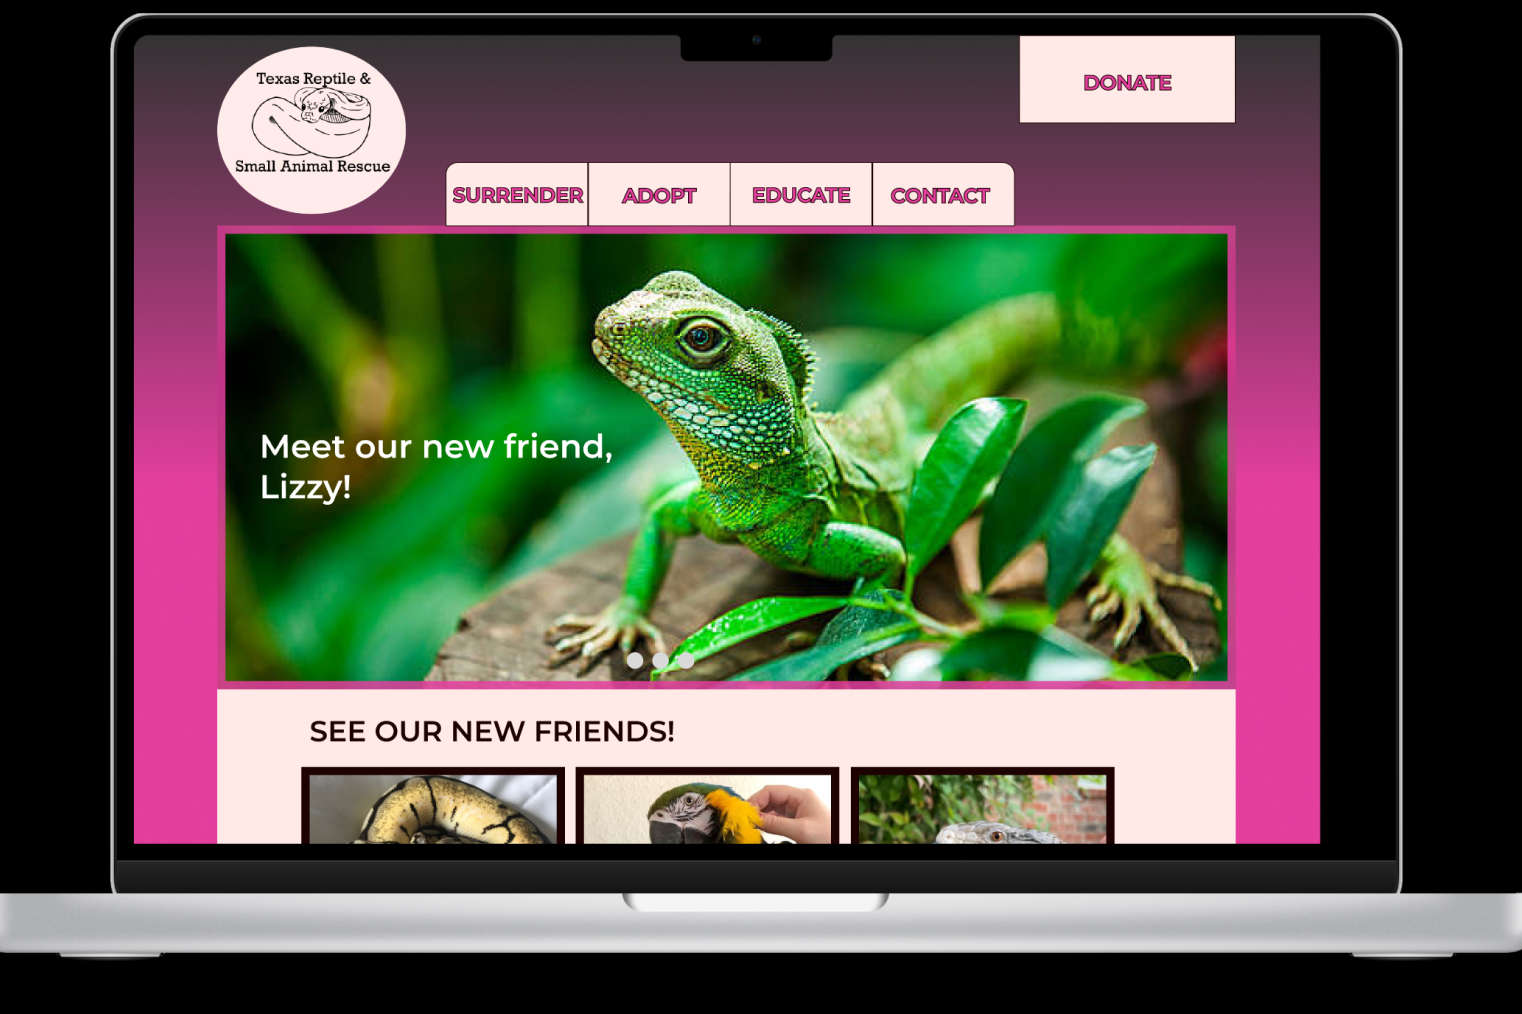 Texas Reptile &
Small Animal Rescue
DONATE
SURRENDER
ADOPT
EDUCATE
CONTACT
Meet our new friend,
Lizzy!
SEE OUR NEW FRIENDS!